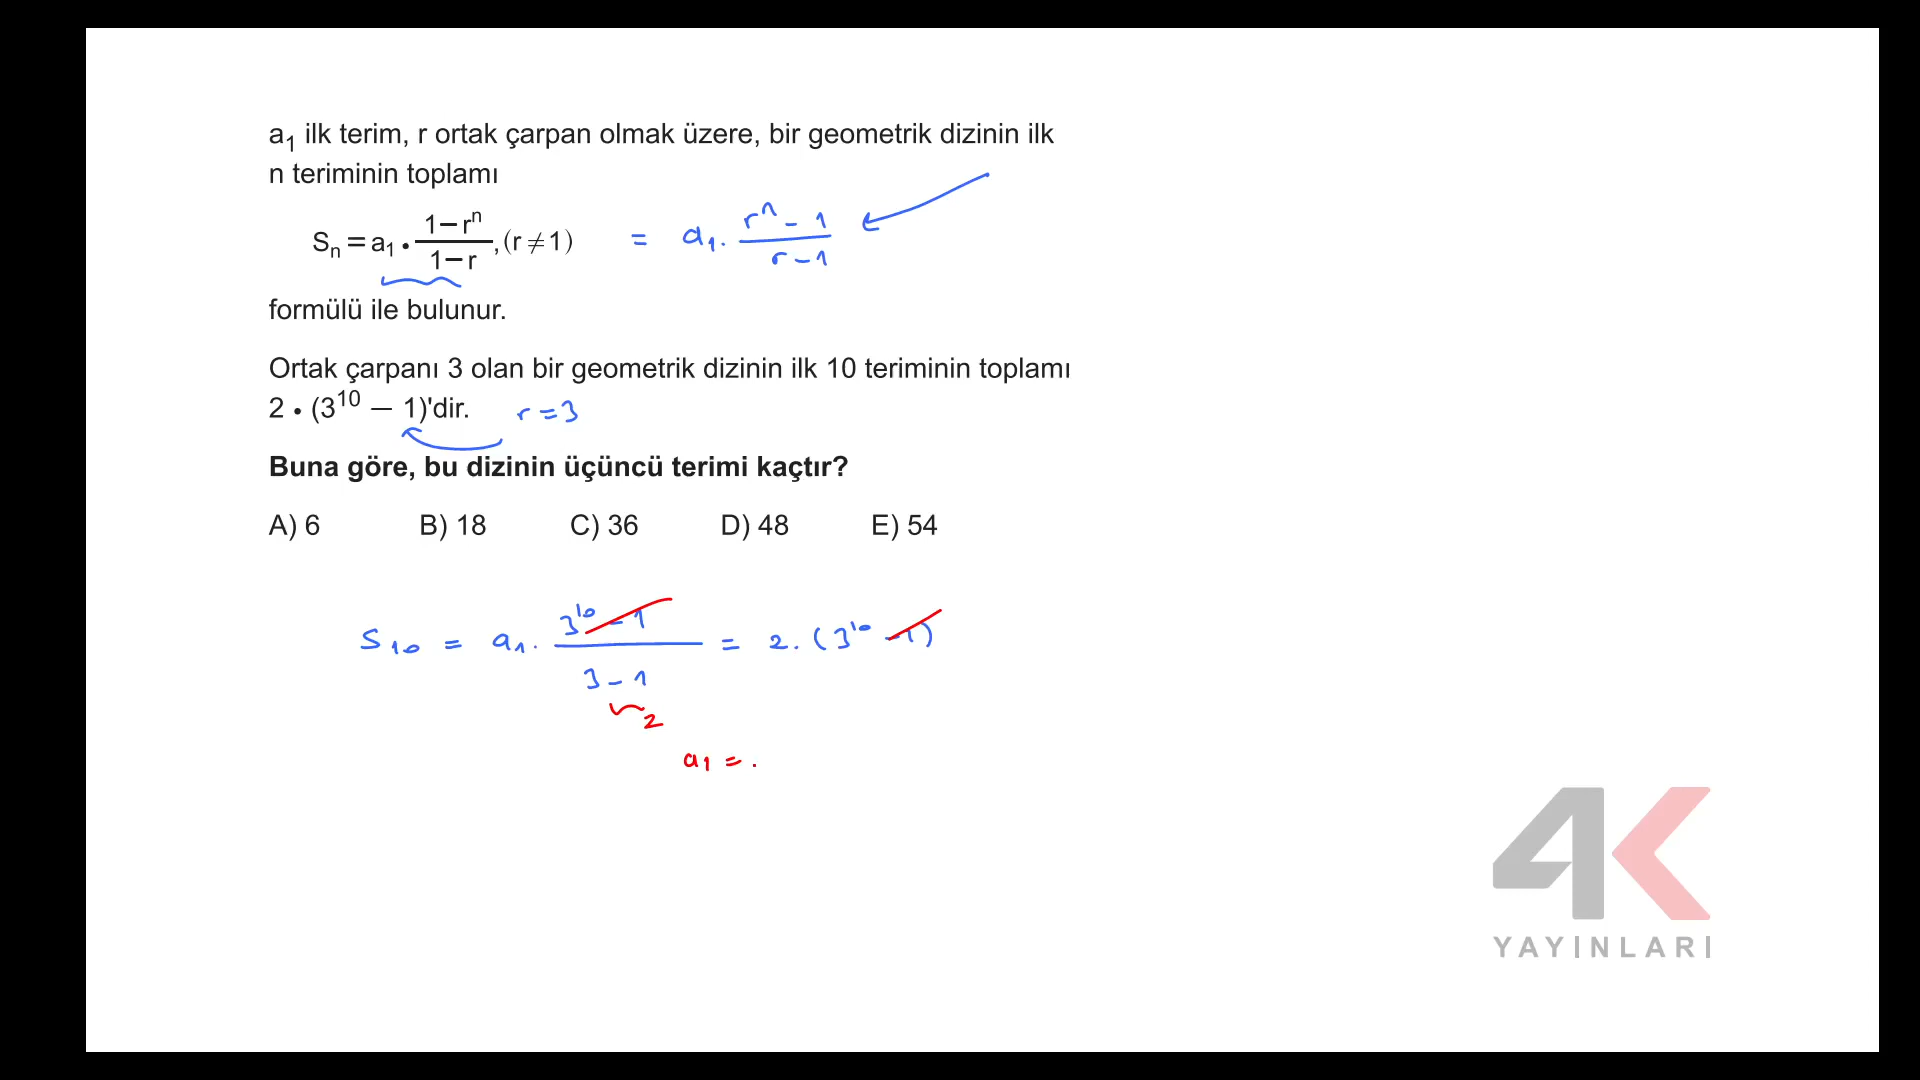 a₁ ilk terim, r ortak çarpan olmak üzere, bir geometrik dizinin ilk
n teriminin toplamı
Sₙ = a₁ • (1 − rⁿ)/(1 − r), (r ≠ 1) = a₁ . (rⁿ − 1)/(r − 1)
formülü ile bulunur.
Ortak çarpanı 3 olan bir geometrik dizinin ilk 10 teriminin toplamı
2 • (3¹⁰ − 1)'dir. r = 3
Buna göre, bu dizinin üçüncü terimi kaçtır?
A) 6 B) 18 C) 36 D) 48 E) 54
S₁₀ = a₁ . (3¹⁰ − 1)/(3 − 1) = 2 . (3¹⁰ − 1)
2
a₁ = .
4K
YAYINLARI